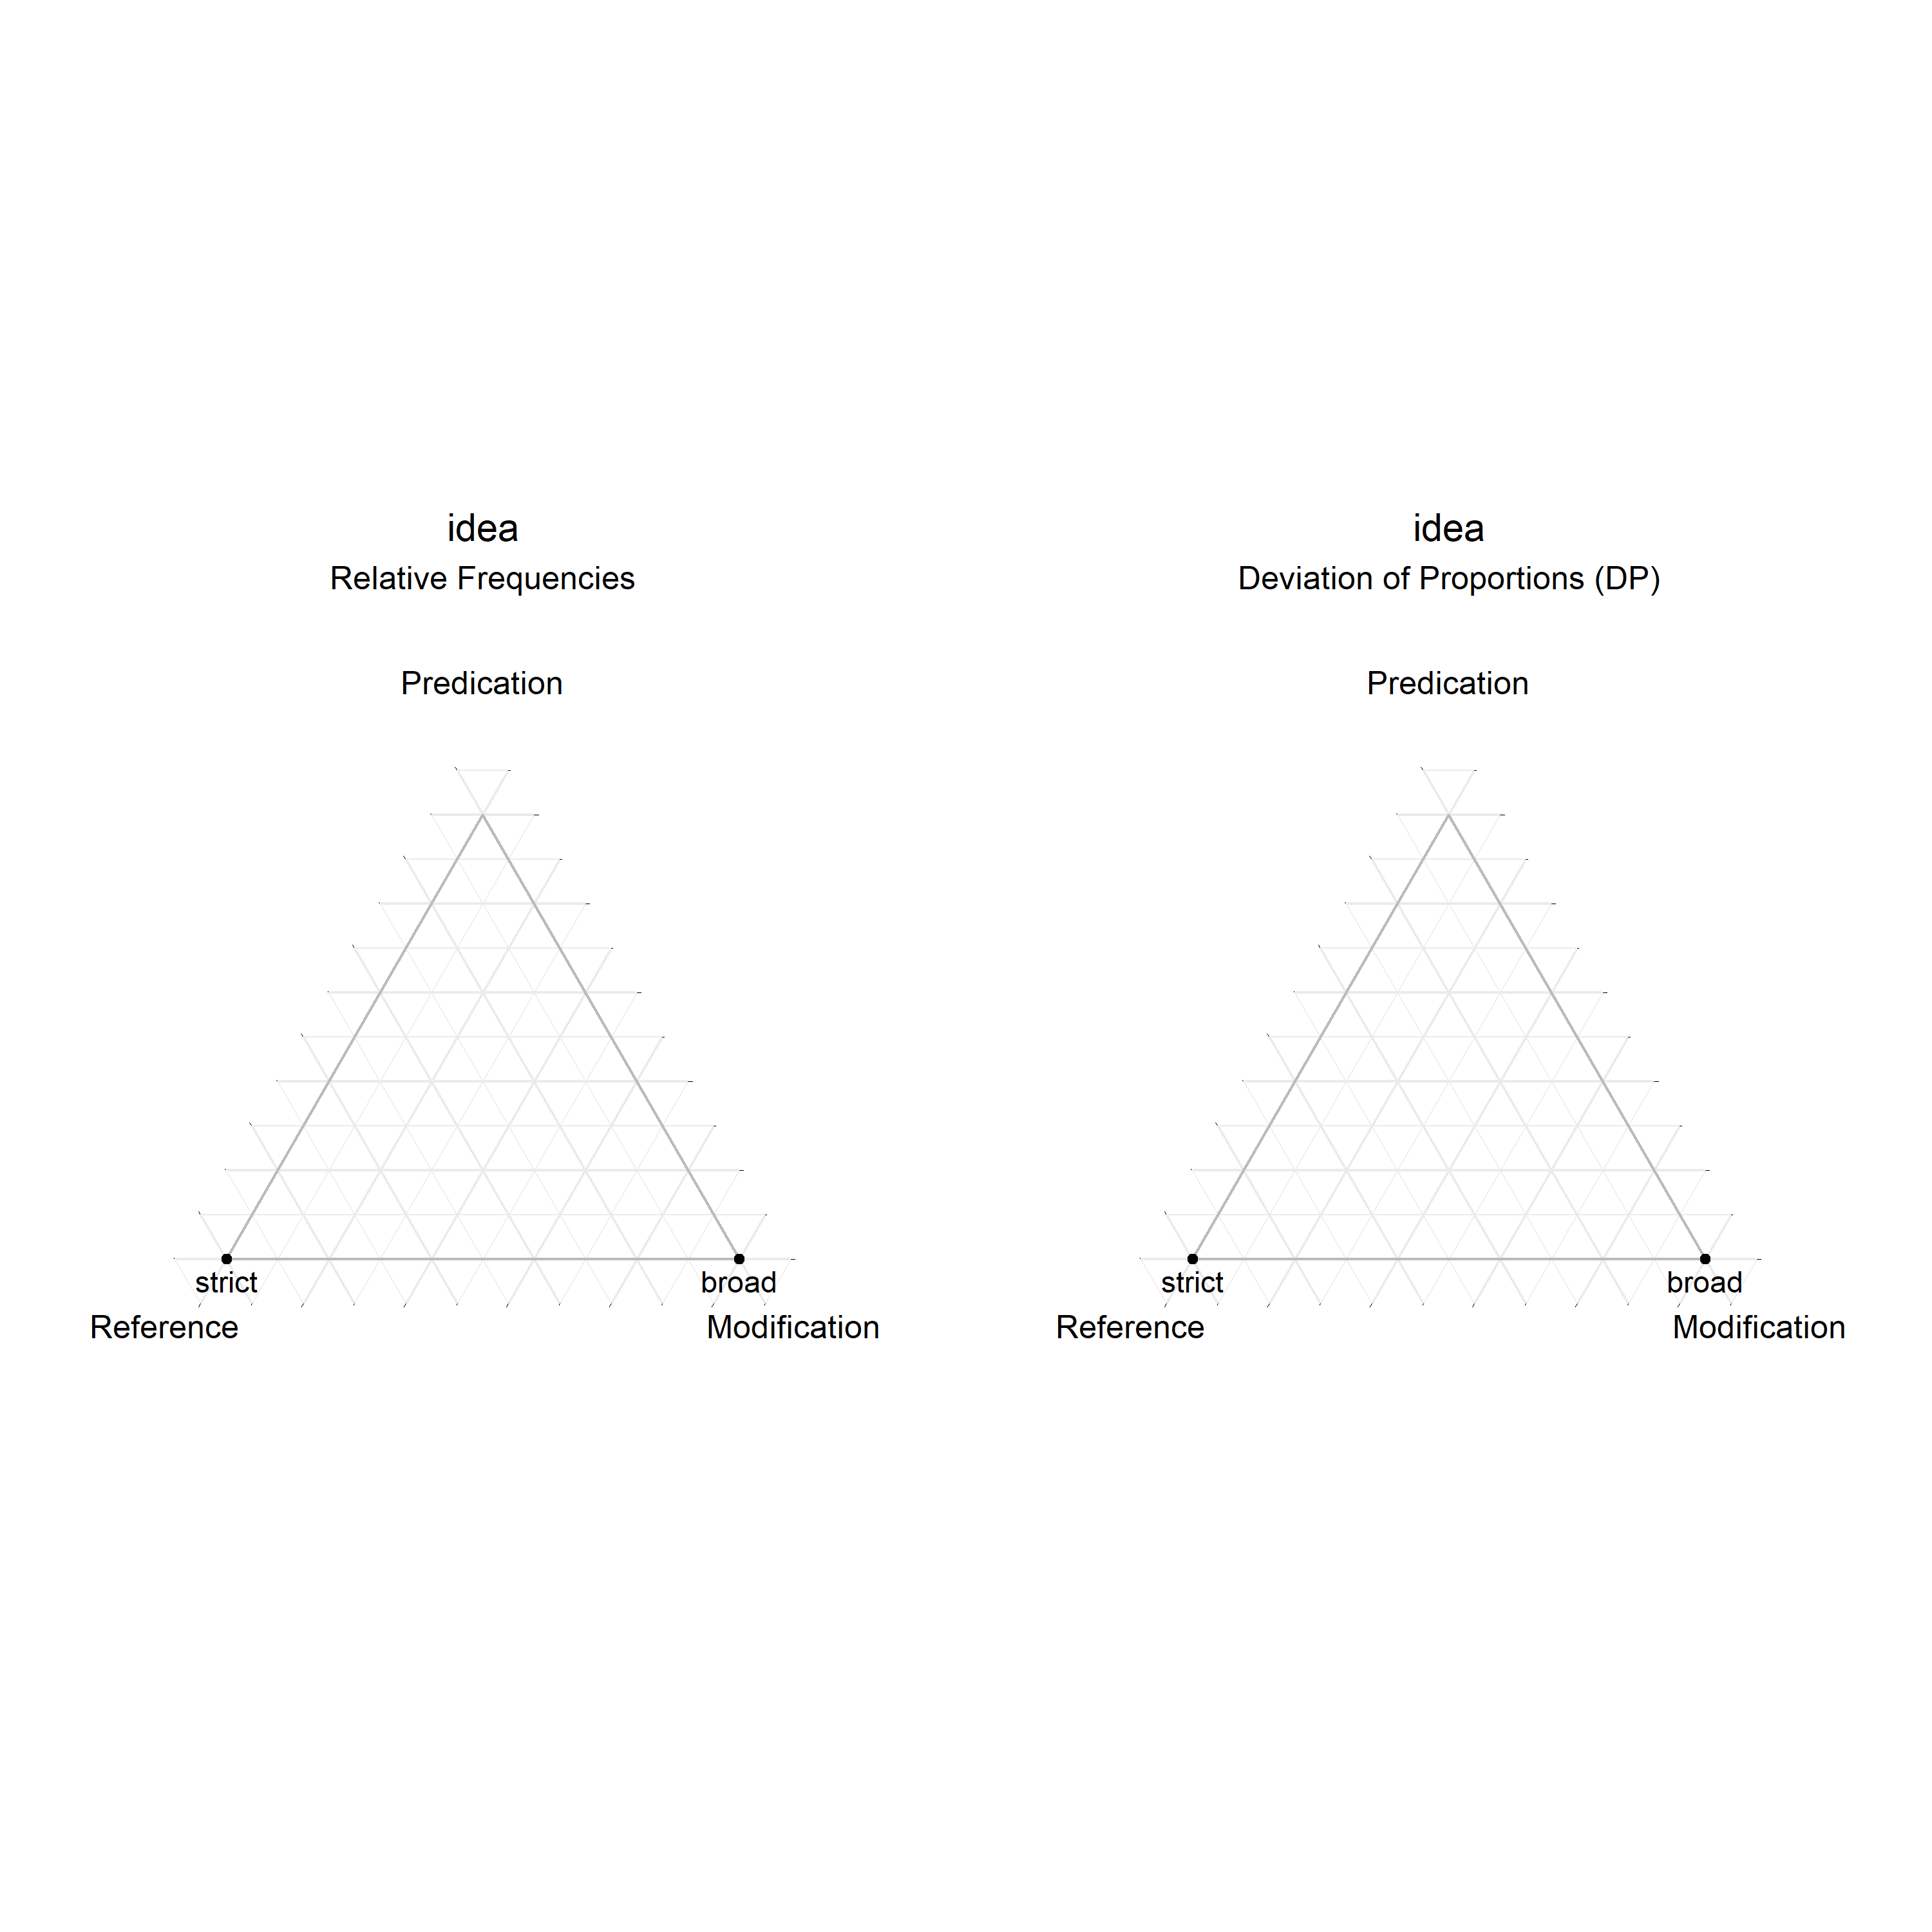 idea
Relative Frequencies
Predication
strict
broad
Reference
Modification
idea
Deviation of Proportions (DP)
Predication
strict
broad
Reference
Modification